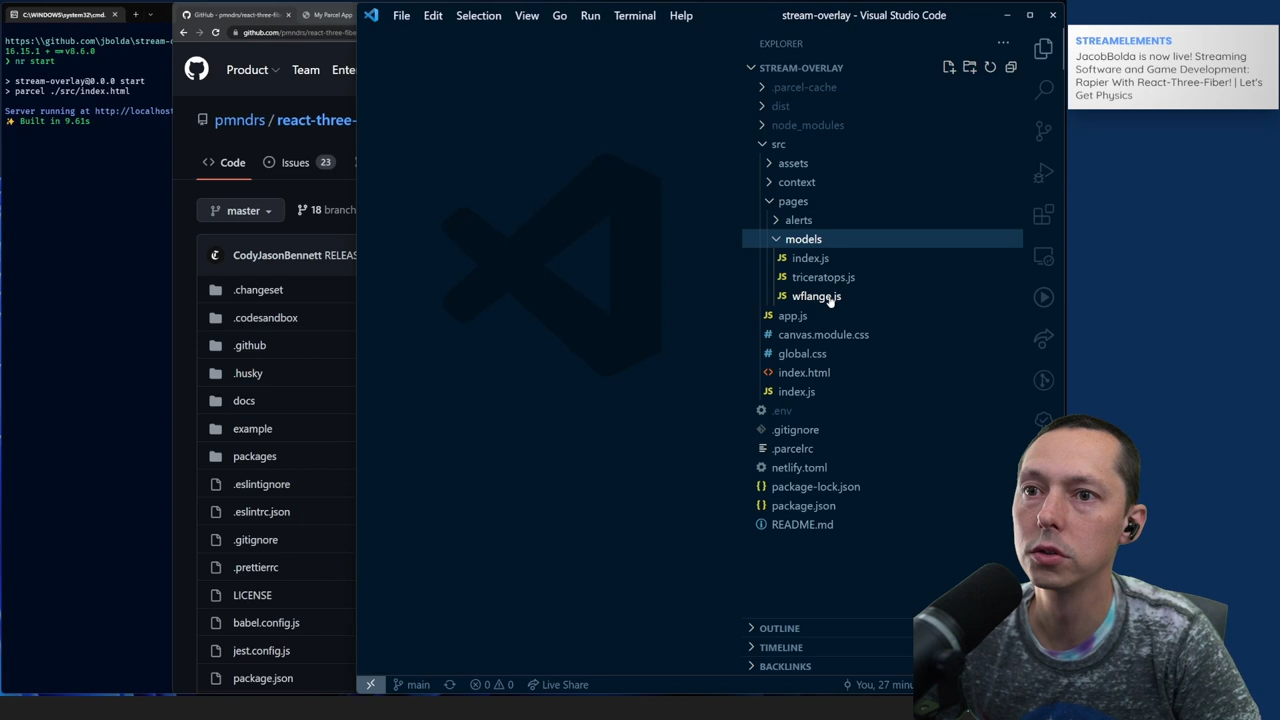 C:\WINDOWS\system32\cmd.
https:\\github.com\jbolda\stream-o
16.15.1 + v8.6.0
❯ nr start
> stream-overlay@0.0.0 start
> parcel ./src/index.html
Server running at http://localhost
✨ Built in 9.61s
GitHub - pmndrs/react-three-fib
My Parcel App
github.com/pmndrs/react-three-fibe
Product
Team
Ente
pmndrs / react-three-
Code
Issues 23
master
18 branch
CodyJasonBennett RELEAS
.changeset
.codesandbox
.github
.husky
docs
example
packages
.eslintignore
.eslintrc.json
.gitignore
.prettierrc
LICENSE
babel.config.js
jest.config.js
package.json
File Edit Selection View Go Run Terminal Help
stream-overlay - Visual Studio Code
EXPLORER
STREAM-OVERLAY
.parcel-cache
dist
node_modules
src
assets
context
pages
alerts
models
JS index.js
JS triceratops.js
JS wflange.js
JS app.js
# canvas.module.css
# global.css
<> index.html
JS index.js
.env
.gitignore
.parcelrc
netlify.toml
{} package-lock.json
{} package.json
README.md
OUTLINE
TIMELINE
BACKLINKS
main
0 0
Live Share
You, 27 minu
STREAMELEMENTS
JacobBolda is now live! Streaming
Software and Game Development:
Rapier With React-Three-Fiber! | Let's
Get Physics